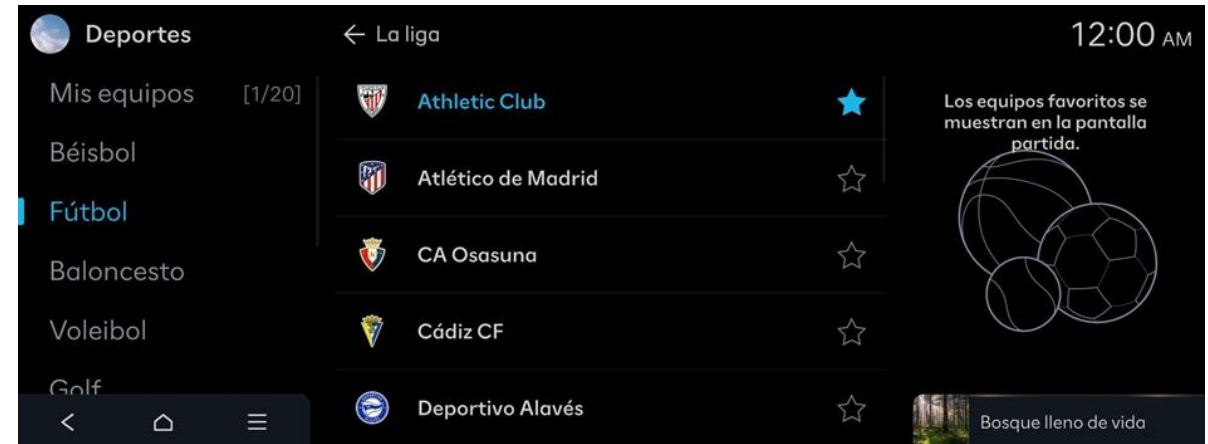 Deportes
← La liga
12:00 AM
Mis equipos [1/20]
Béisbol
Fútbol
Baloncesto
Voleibol
Golf
Athletic Club
Atlético de Madrid
CA Osasuna
Cádiz CF
Deportivo Alavés
Los equipos favoritos se
muestran en la pantalla
partida.
Bosque lleno de vida